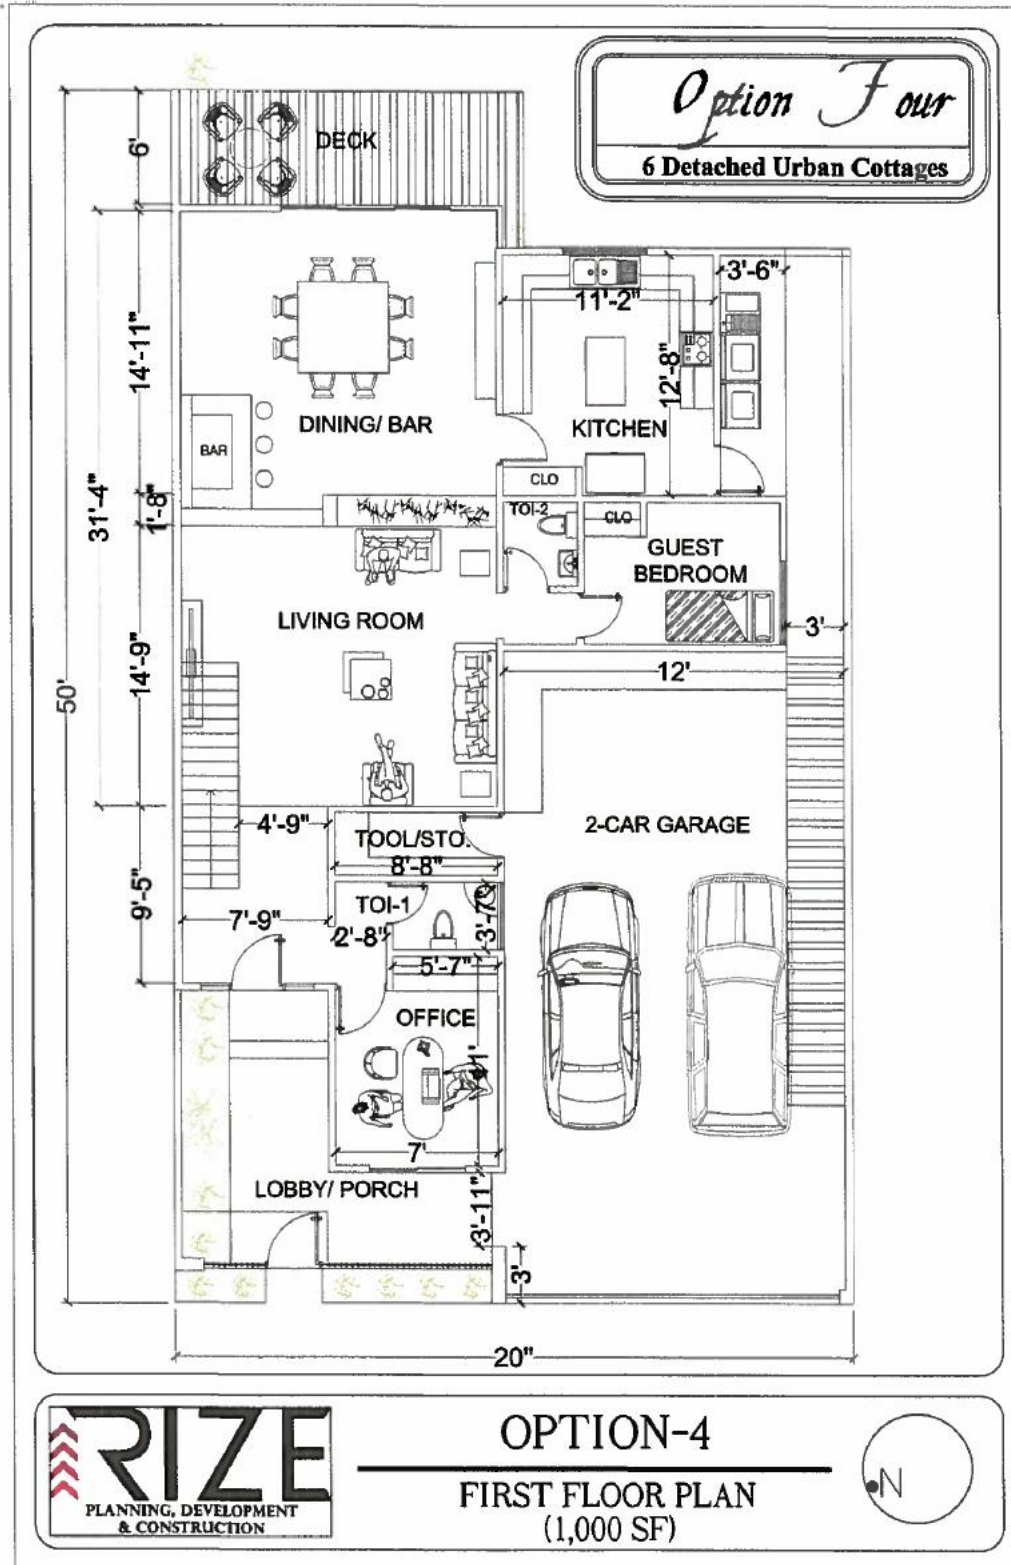 Option Four
6 Detached Urban Cottages
DECK
6'
3'-6"
11'-2"
14'-11"
12'-8"
DINING/ BAR
KITCHEN
BAR
CLO
31'-4"
1'-8"
TOI-2
CLO
GUEST
BEDROOM
LIVING ROOM
3'
50'
14'-9"
12'
4'-9"
TOOL/STO.
8'-8"
2-CAR GARAGE
9'-5"
TOI-1
7'-9"
2'-8"
3'-7"
5'-7"
OFFICE
7'
LOBBY/ PORCH
3'-11"
3'
20"
RIZE
PLANNING, DEVELOPMENT
& CONSTRUCTION
OPTION-4
FIRST FLOOR PLAN
(1,000 SF)
N